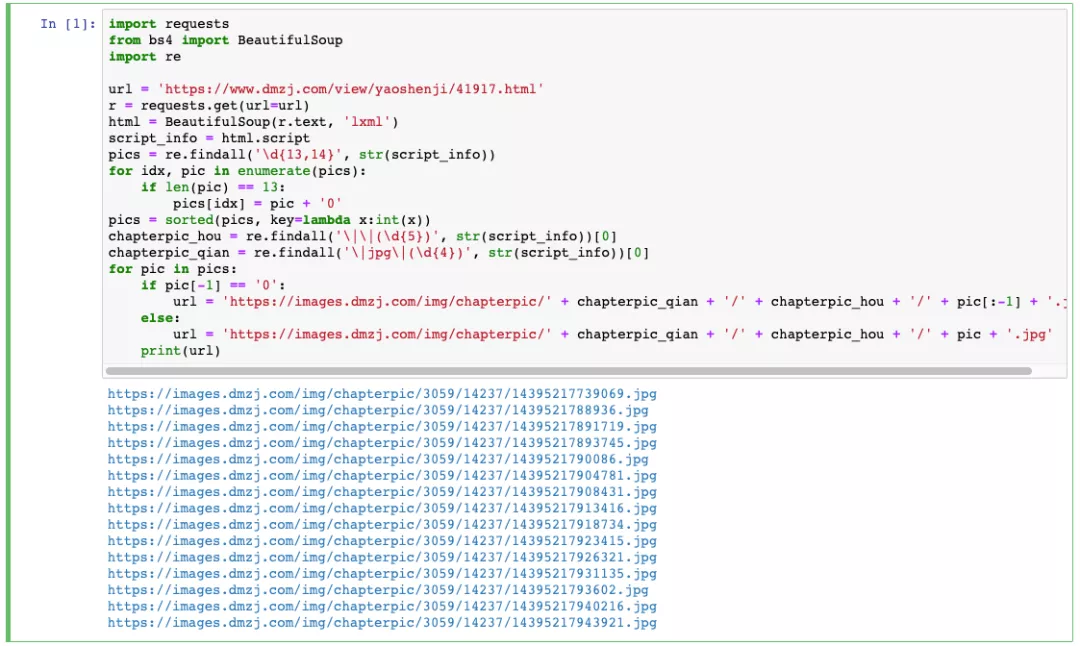 In [1]:
import requests
from bs4 import BeautifulSoup
import re

url = 'https://www.dmzj.com/view/yaoshenji/41917.html'
r = requests.get(url=url)
html = BeautifulSoup(r.text, 'lxml')
script_info = html.script
pics = re.findall('\d{13,14}', str(script_info))
for idx, pic in enumerate(pics):
    if len(pic) == 13:
        pics[idx] = pic + '0'
pics = sorted(pics, key=lambda x:int(x))
chapterpic_hou = re.findall('\|\|(\d{5})', str(script_info))[0]
chapterpic_qian = re.findall('\|jpg\|(\d{4})', str(script_info))[0]
for pic in pics:
    if pic[-1] == '0':
        url = 'https://images.dmzj.com/img/chapterpic/' + chapterpic_qian + '/' + chapterpic_hou + '/' + pic[:-1] + '.
    else:
        url = 'https://images.dmzj.com/img/chapterpic/' + chapterpic_qian + '/' + chapterpic_hou + '/' + pic + '.jpg'
    print(url)
https://images.dmzj.com/img/chapterpic/3059/14237/14395217739069.jpg
https://images.dmzj.com/img/chapterpic/3059/14237/1439521788936.jpg
https://images.dmzj.com/img/chapterpic/3059/14237/14395217891719.jpg
https://images.dmzj.com/img/chapterpic/3059/14237/14395217893745.jpg
https://images.dmzj.com/img/chapterpic/3059/14237/1439521790086.jpg
https://images.dmzj.com/img/chapterpic/3059/14237/14395217904781.jpg
https://images.dmzj.com/img/chapterpic/3059/14237/14395217908431.jpg
https://images.dmzj.com/img/chapterpic/3059/14237/14395217913416.jpg
https://images.dmzj.com/img/chapterpic/3059/14237/14395217918734.jpg
https://images.dmzj.com/img/chapterpic/3059/14237/14395217923415.jpg
https://images.dmzj.com/img/chapterpic/3059/14237/14395217926321.jpg
https://images.dmzj.com/img/chapterpic/3059/14237/14395217931135.jpg
https://images.dmzj.com/img/chapterpic/3059/14237/1439521793602.jpg
https://images.dmzj.com/img/chapterpic/3059/14237/14395217940216.jpg
https://images.dmzj.com/img/chapterpic/3059/14237/14395217943921.jpg